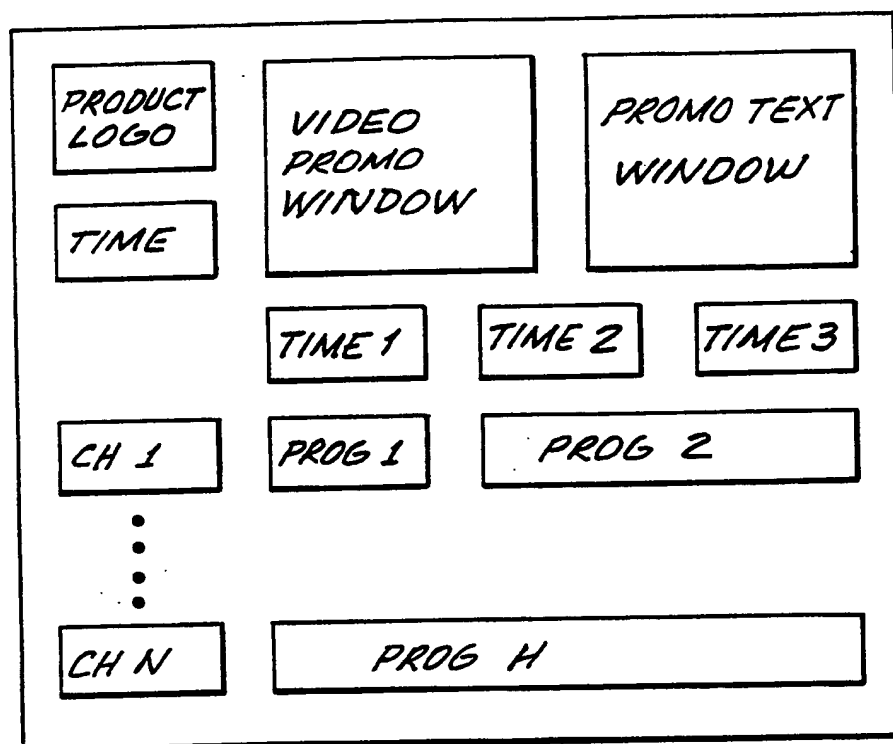 PRODUCT
LOGO
VIDEO
PROMO
WINDOW
PROMO TEXT
WINDOW
TIME
TIME 1
TIME 2
TIME 3
CH 1
PROG 1
PROG 2
CH N
PROG H